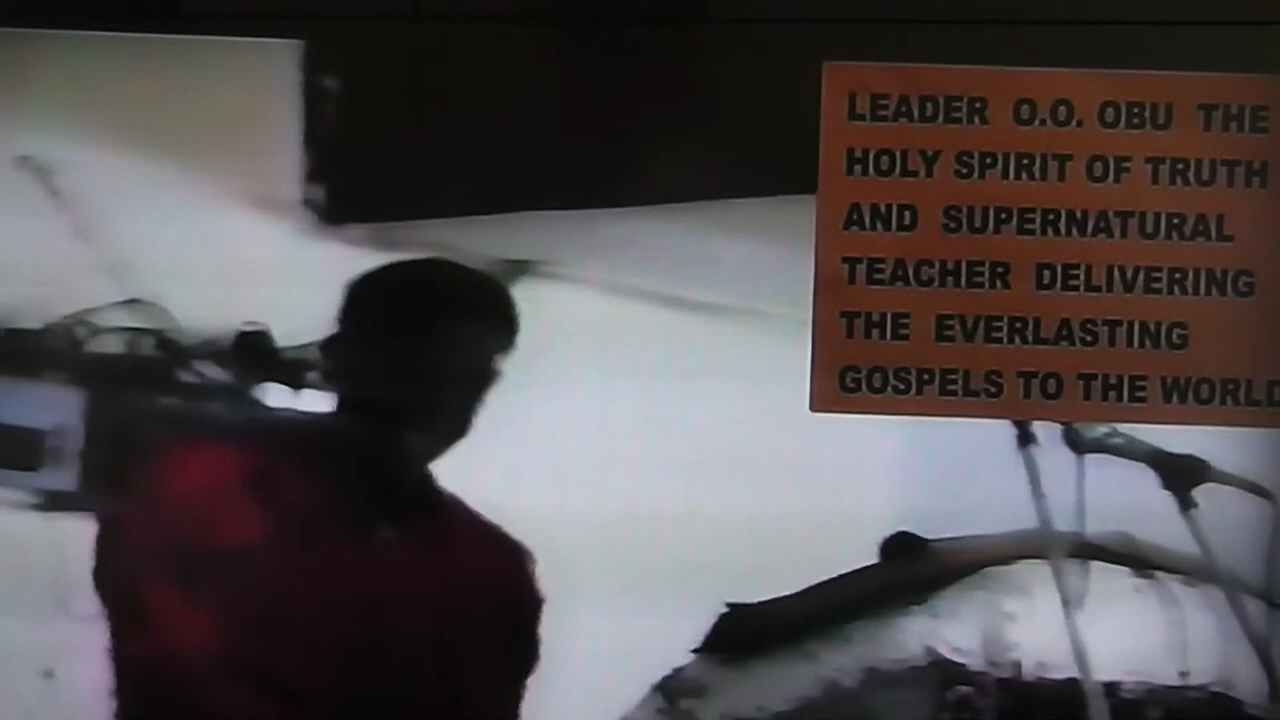 LEADER O.O. OBU THE
HOLY SPIRIT OF TRUTH
AND SUPERNATURAL
TEACHER DELIVERING
THE EVERLASTING
GOSPELS TO THE WORLD